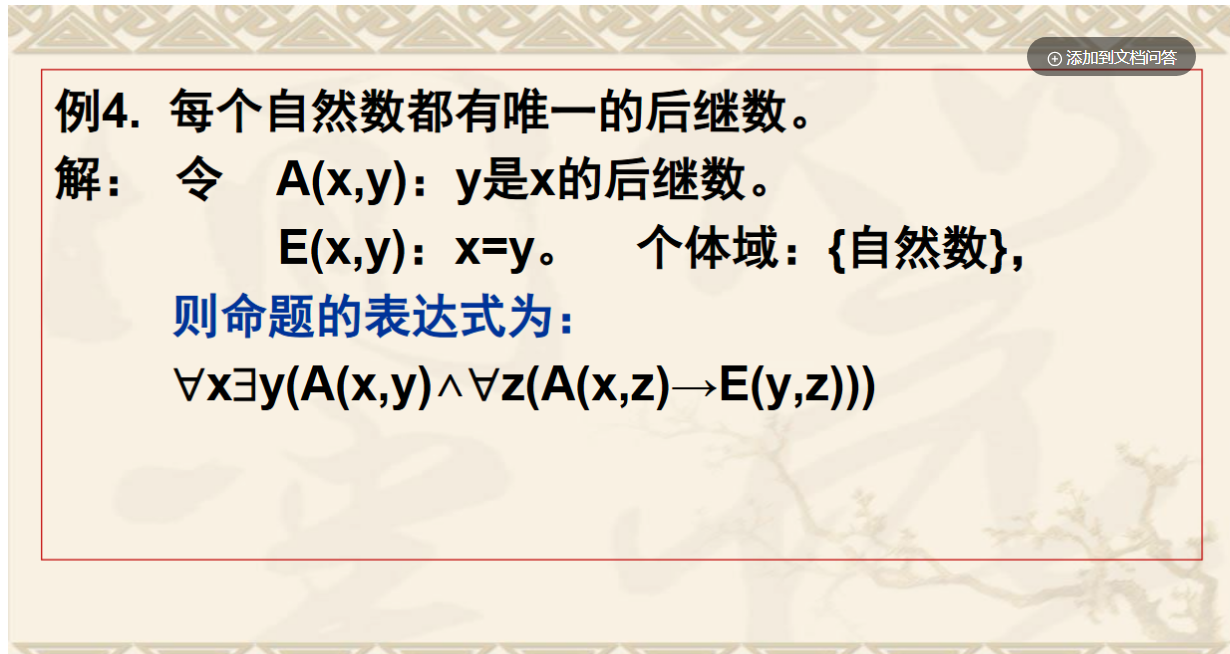 添加到文档问答
例4. 每个自然数都有唯一的后继数。
解： 令 A(x,y)：y是x的后继数。
E(x,y)：x=y。 个体域：{自然数}，
则命题的表达式为：
∀x∃y(A(x,y)∧∀z(A(x,z)→E(y,z)))